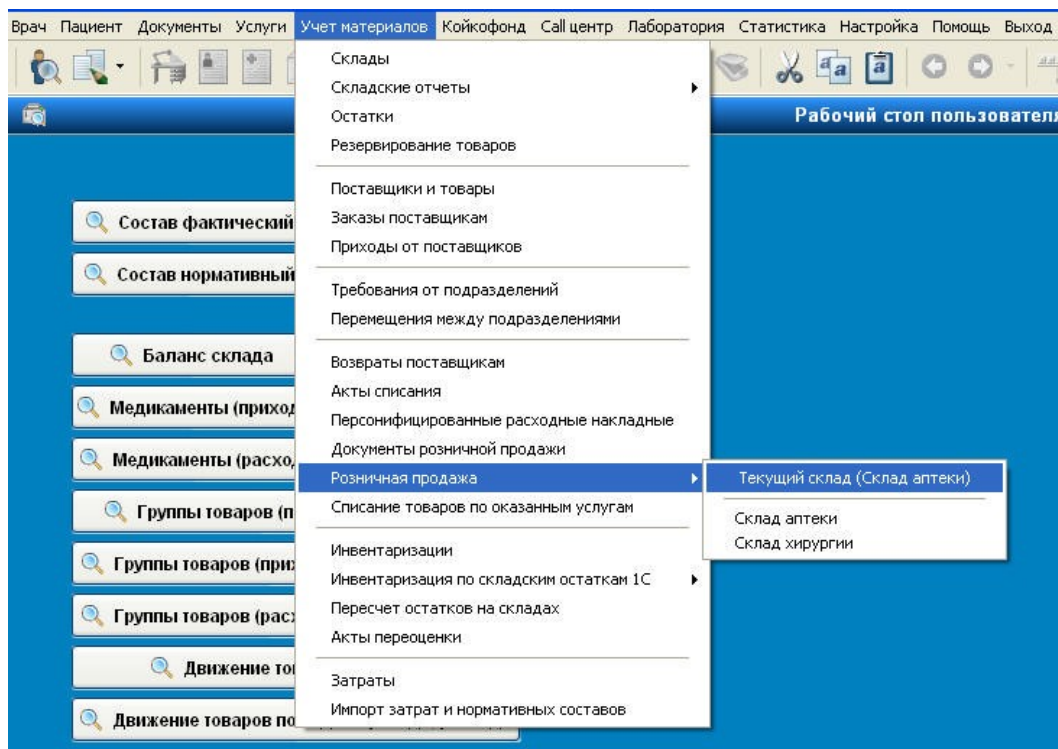 Врач Пациент Документы Услуги Учет материалов Койкофонд Call центр Лаборатория Статистика Настройка Помощь Выход
Рабочий стол пользователя
Склады
Складские отчеты
Остатки
Резервирование товаров
Поставщики и товары
Заказы поставщикам
Приходы от поставщиков
Требования от подразделений
Перемещения между подразделениями
Возвраты поставщикам
Акты списания
Персонифицированные расходные накладные
Документы розничной продажи
Розничная продажа
Списание товаров по оказанным услугам
Инвентаризации
Инвентаризация по складским остаткам 1С
Пересчет остатков на складах
Акты переоценки
Затраты
Импорт затрат и нормативных составов
Текущий склад (Склад аптеки)
Склад аптеки
Склад хирургии
Состав фактический
Состав нормативный
Баланс склада
Медикаменты (приход
Медикаменты (расхо
Группы товаров (п
Группы товаров (при
Группы товаров (рас
Движение то
Движение товаров по